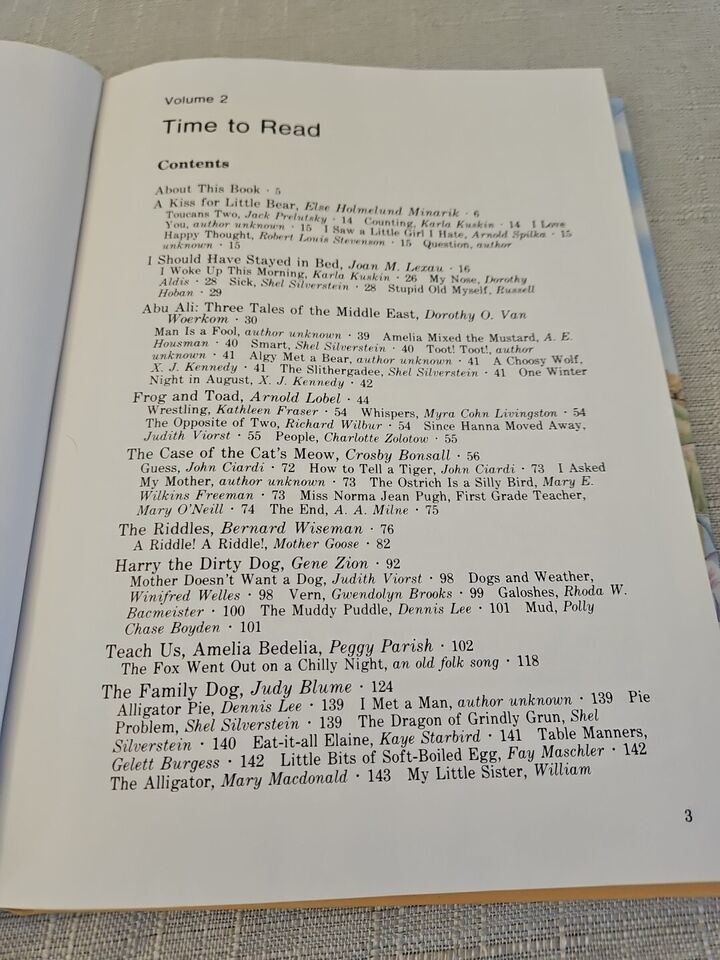 Volume 2
Time to Read
Contents
About This Book · 5
A Kiss for Little Bear, Else Holmelund Minarik · 6
Toucans Two, Jack Prelutsky · 14 Counting, Karla Kuskin · 14 I Love
You, author unknown · 15 I Saw a Little Girl I Hate, Arnold Spilka · 15
Happy Thought, Robert Louis Stevenson · 15 Question, author
unknown · 15
I Should Have Stayed in Bed, Joan M. Lexau · 16
I Woke Up This Morning, Karla Kuskin · 26 My Nose, Dorothy
Aldis · 28 Sick, Shel Silverstein · 28 Stupid Old Myself, Russell
Hoban · 29
Abu Ali: Three Tales of the Middle East, Dorothy O. Van
Woerkom · 30
Man Is a Fool, author unknown · 39 Amelia Mixed the Mustard, A. E.
Housman · 40 Smart, Shel Silverstein · 40 Toot! Toot!, author
unknown · 41 Algy Met a Bear, author unknown · 41 A Choosy Wolf,
X. J. Kennedy · 41 The Slithergadee, Shel Silverstein · 41 One Winter
Night in August, X. J. Kennedy · 42
Frog and Toad, Arnold Lobel · 44
Wrestling, Kathleen Fraser · 54 Whispers, Myra Cohn Livingston · 54
The Opposite of Two, Richard Wilbur · 54 Since Hanna Moved Away,
Judith Viorst · 55 People, Charlotte Zolotow · 55
The Case of the Cat's Meow, Crosby Bonsall · 56
Guess, John Ciardi · 72 How to Tell a Tiger, John Ciardi · 73 I Asked
My Mother, author unknown · 73 The Ostrich Is a Silly Bird, Mary E.
Wilkins Freeman · 73 Miss Norma Jean Pugh, First Grade Teacher,
Mary O'Neill · 74 The End, A. A. Milne · 75
The Riddles, Bernard Wiseman · 76
A Riddle! A Riddle!, Mother Goose · 82
Harry the Dirty Dog, Gene Zion · 92
Mother Doesn't Want a Dog, Judith Viorst · 98 Dogs and Weather,
Winifred Welles · 98 Vern, Gwendolyn Brooks · 99 Galoshes, Rhoda W.
Bacmeister · 100 The Muddy Puddle, Dennis Lee · 101 Mud, Polly
Chase Boyden · 101
Teach Us, Amelia Bedelia, Peggy Parish · 102
The Fox Went Out on a Chilly Night, an old folk song · 118
The Family Dog, Judy Blume · 124
Alligator Pie, Dennis Lee · 139 I Met a Man, author unknown · 139 Pie
Problem, Shel Silverstein · 139 The Dragon of Grindly Grun, Shel
Silverstein · 140 Eat-it-all Elaine, Kaye Starbird · 141 Table Manners,
Gelett Burgess · 142 Little Bits of Soft-Boiled Egg, Fay Maschler · 142
The Alligator, Mary Macdonald · 143 My Little Sister, William
3